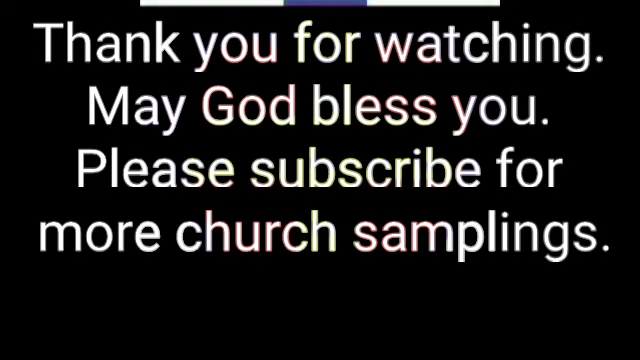 Thank you for watching.
May God bless you.
Please subscribe for
more church samplings.